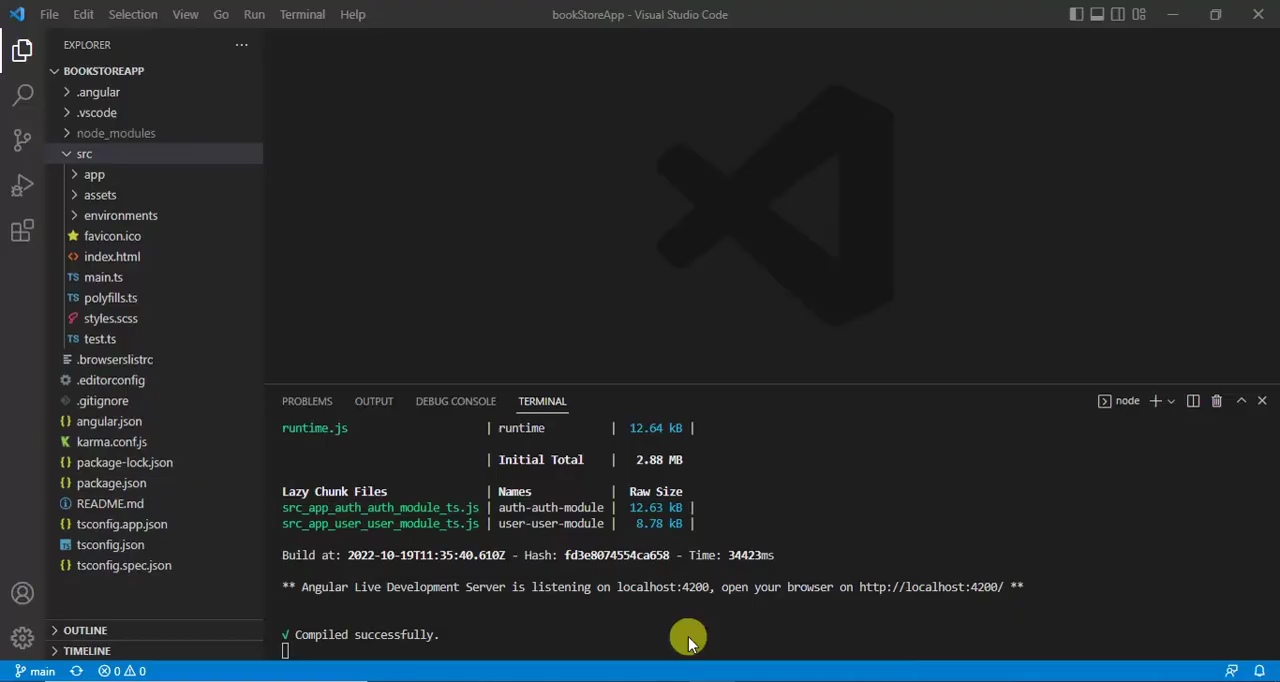 File Edit Selection View Go Run Terminal Help bookStoreApp - Visual Studio Code
EXPLORER
BOOKSTOREAPP
.angular
.vscode
node_modules
src
app
assets
environments
favicon.ico
<> index.html
TS main.ts
TS polyfills.ts
styles.scss
TS test.ts
.browserslistrc
.editorconfig
.gitignore
{} angular.json
karma.conf.js
{} package-lock.json
{} package.json
README.md
{} tsconfig.app.json
TS tsconfig.json
{} tsconfig.spec.json
OUTLINE
TIMELINE
PROBLEMS OUTPUT DEBUG CONSOLE TERMINAL node
runtime.js | runtime | 12.64 kB |
| Initial Total | 2.88 MB
Lazy Chunk Files | Names | Raw Size
src_app_auth_auth_module_ts.js | auth-auth-module | 12.63 kB |
src_app_user_user_module_ts.js | user-user-module | 8.78 kB |
Build at: 2022-10-19T11:35:40.610Z - Hash: fd3e8074554ca658 - Time: 34423ms
** Angular Live Development Server is listening on localhost:4200, open your browser on http://localhost:4200/ **
√ Compiled successfully.
main 0 0